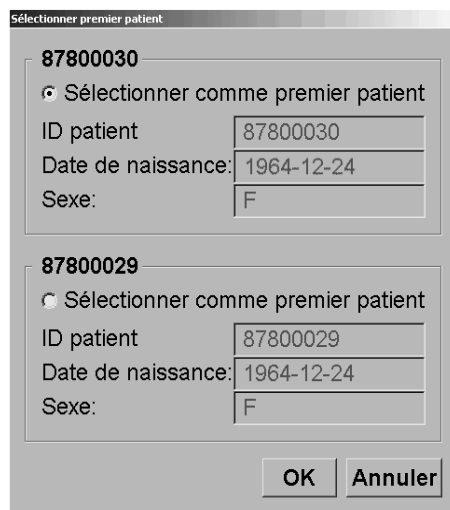 Sélectionner premier patient
87800030
Sélectionner comme premier patient
ID patient 87800030
Date de naissance: 1964-12-24
Sexe: F
87800029
Sélectionner comme premier patient
ID patient 87800029
Date de naissance: 1964-12-24
Sexe: F
OK Annuler